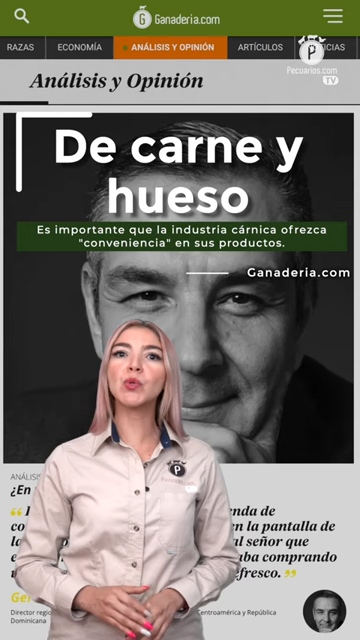 Ganaderia.com
RAZAS
ECONOMÍA
ANÁLISIS Y OPINIÓN
ARTÍCULOS
Pecuarios.com
TV
Análisis y Opinión
De carne y
hueso
Es importante que la industria cárnica ofrezca
"conveniencia" en sus productos.
Ganaderia.com
¿En
nda de
en la pantalla de
al señor que
aba comprando
fresco.
Director regio
Centroamérica y República
Dominicana